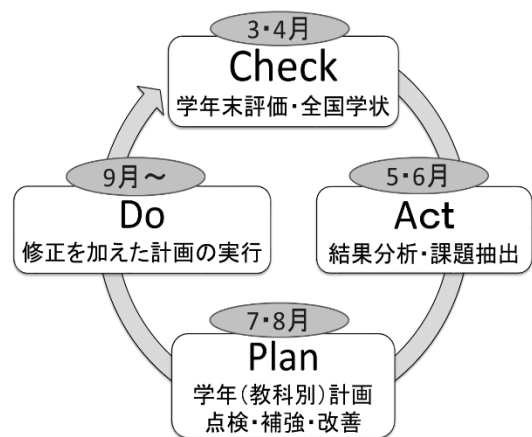 3・4月
Check
学年末評価・全国学状
5・6月
Act
結果分析・課題抽出
7・8月
Plan
学年(教科別)計画
点検・補強・改善
9月～
Do
修正を加えた計画の実行